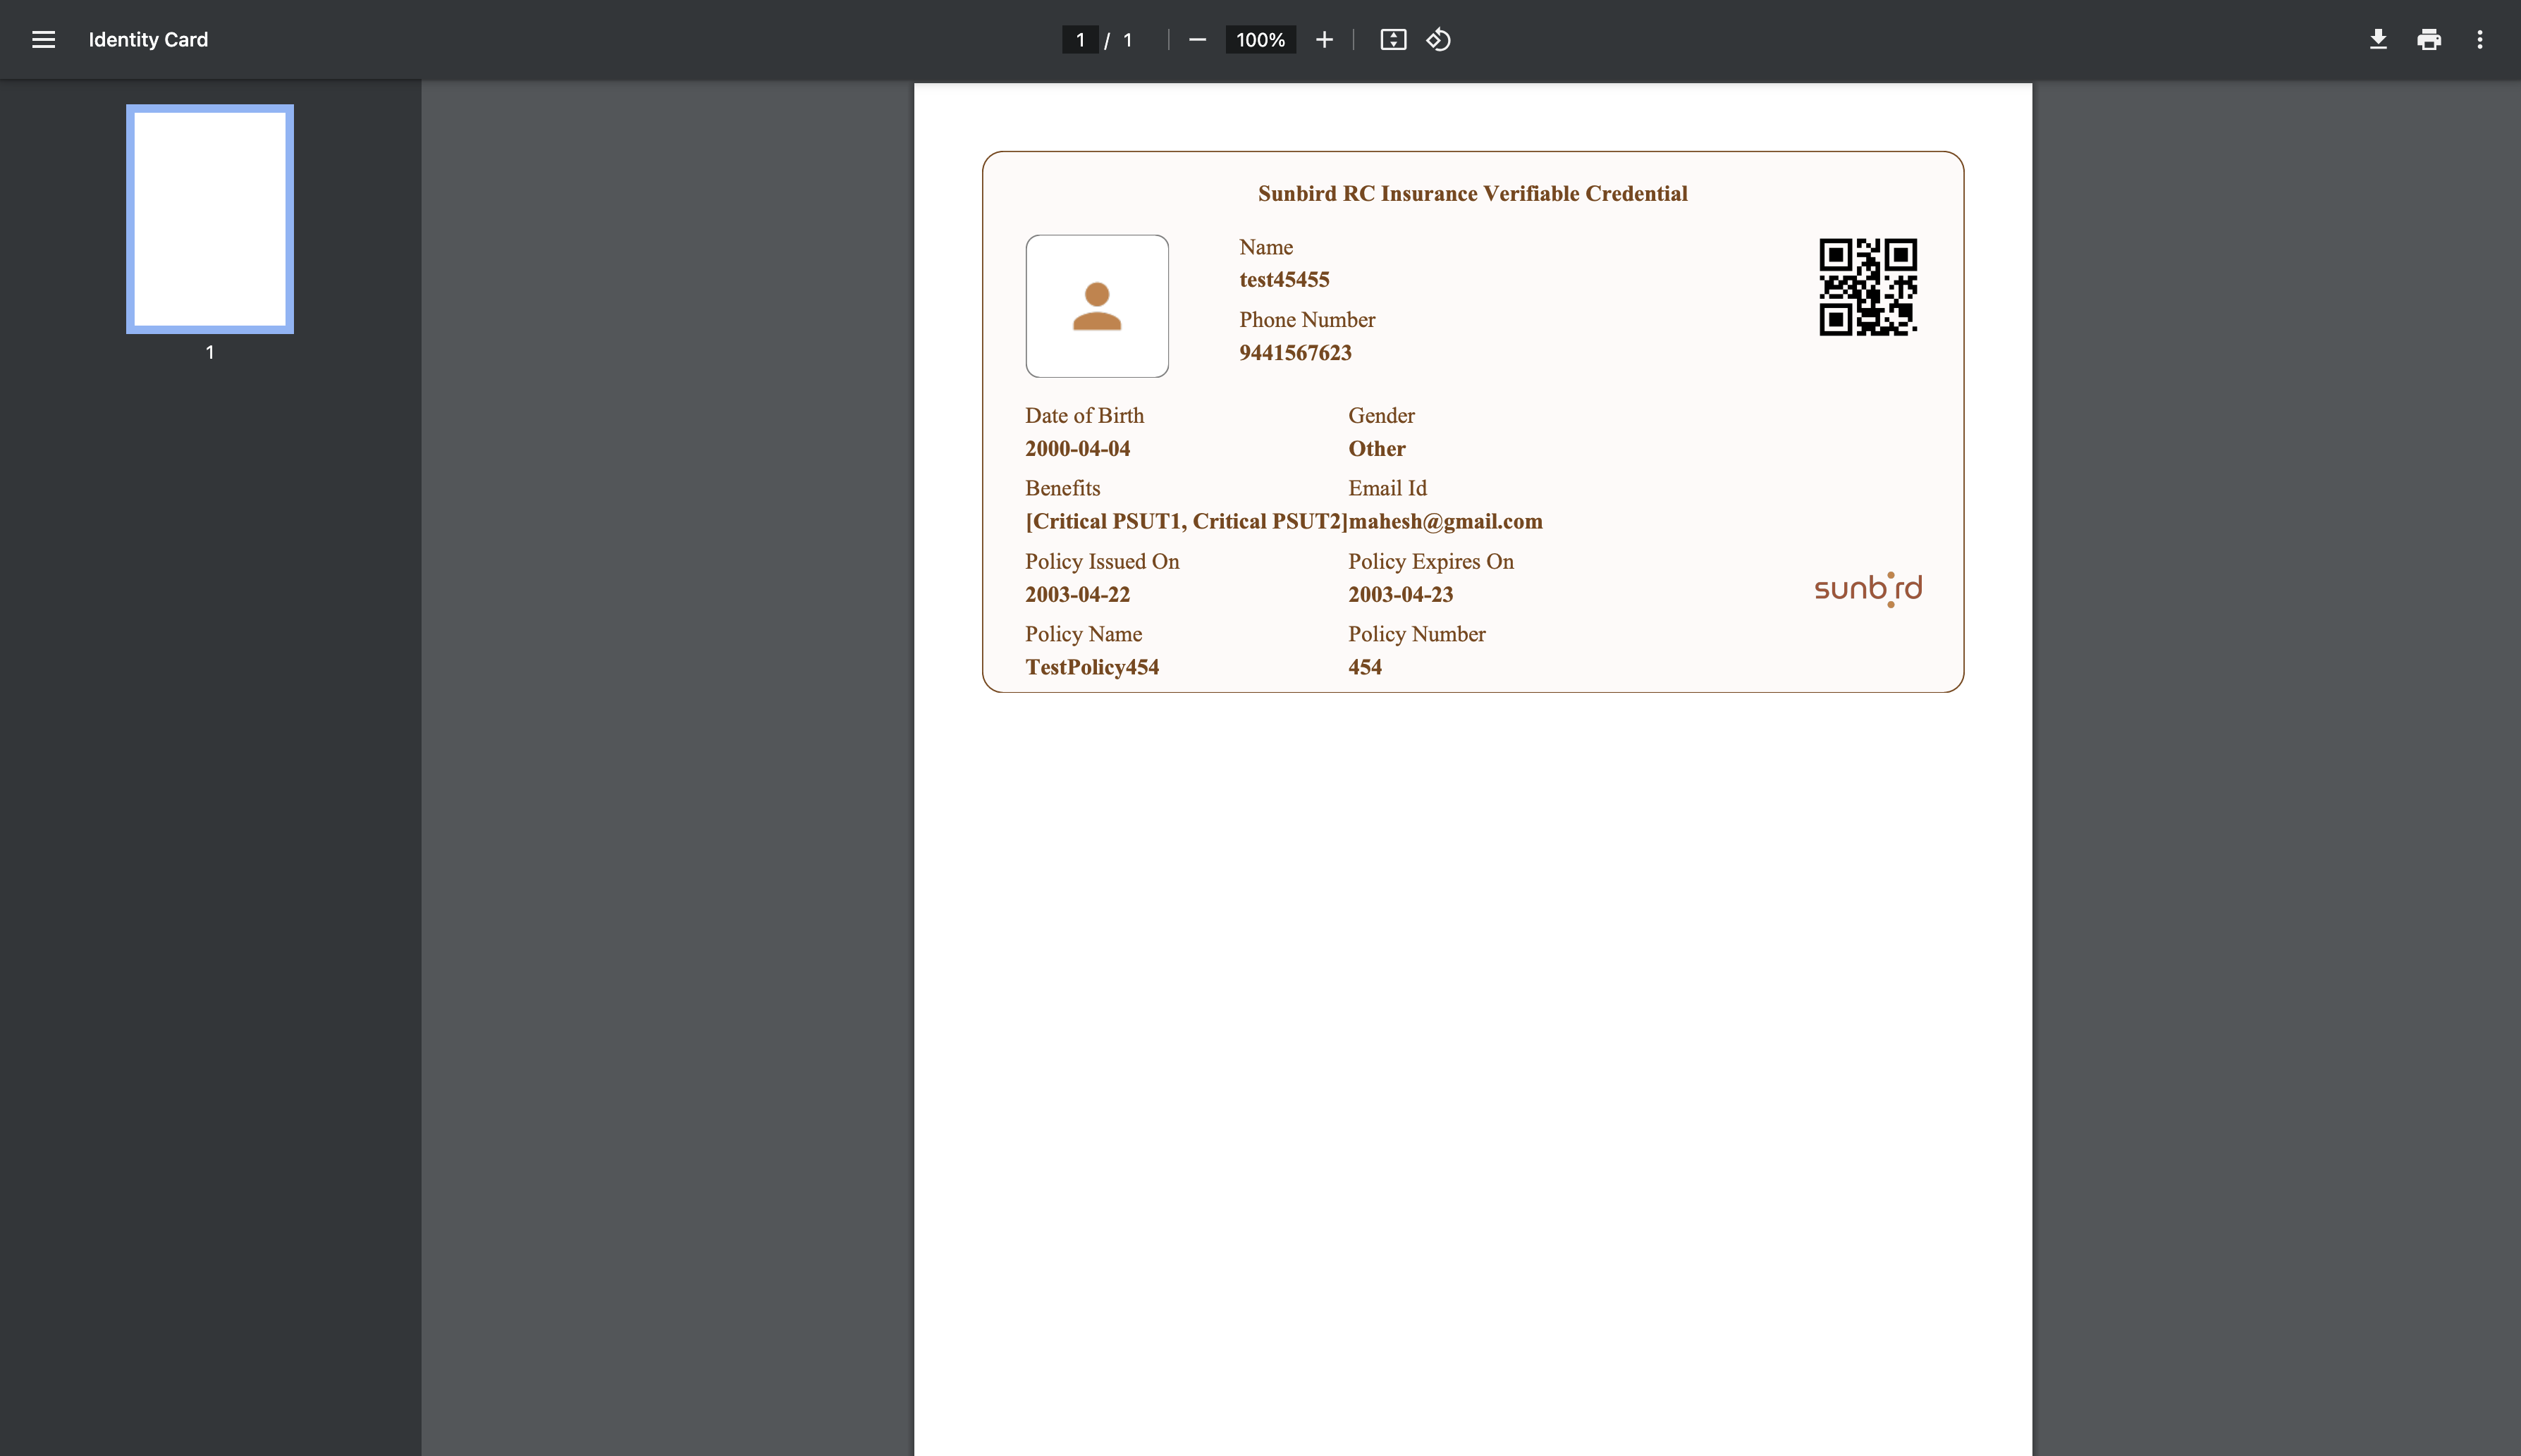 Identity Card
1 / 1
100%
1
Sunbird RC Insurance Verifiable Credential
Name
test45455
Phone Number
9441567623
Date of Birth Gender
2000-04-04 Other
Benefits Email Id
[Critical PSUT1, Critical PSUT2]mahesh@gmail.com
Policy Issued On Policy Expires On
2003-04-22 2003-04-23
sunbird
Policy Name Policy Number
TestPolicy454 454